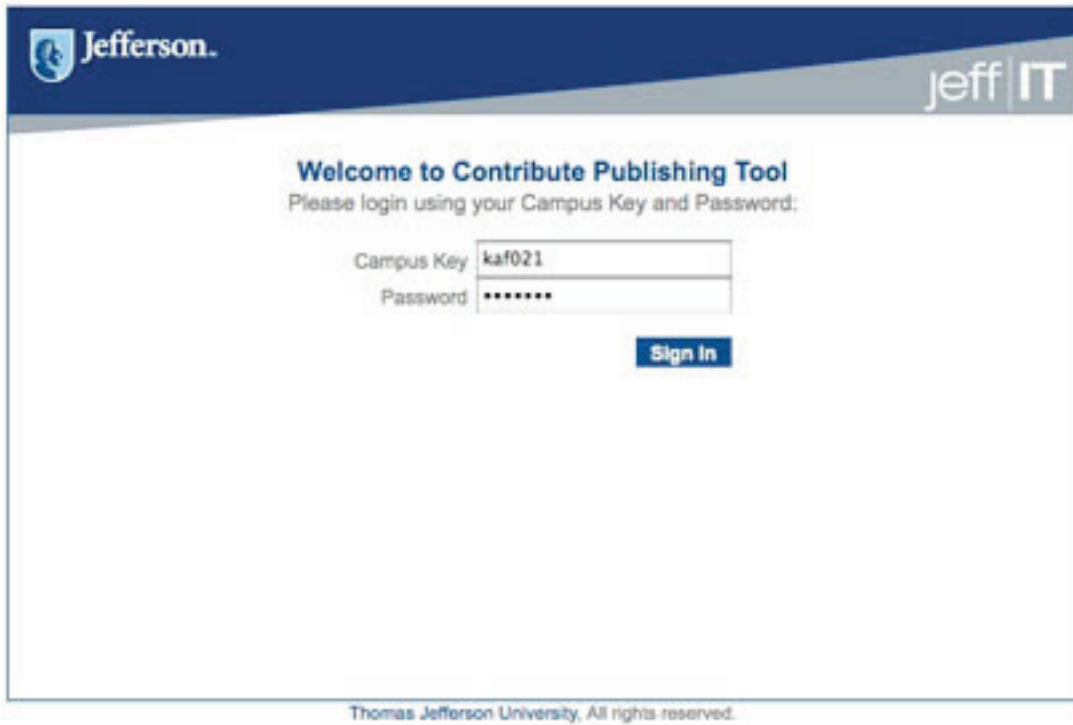 Jefferson™
jeff|IT
Welcome to Contribute Publishing Tool
Please login using your Campus Key and Password:
Campus Key kaf021
Password •••••••
Sign In
Thomas Jefferson University, All rights reserved.